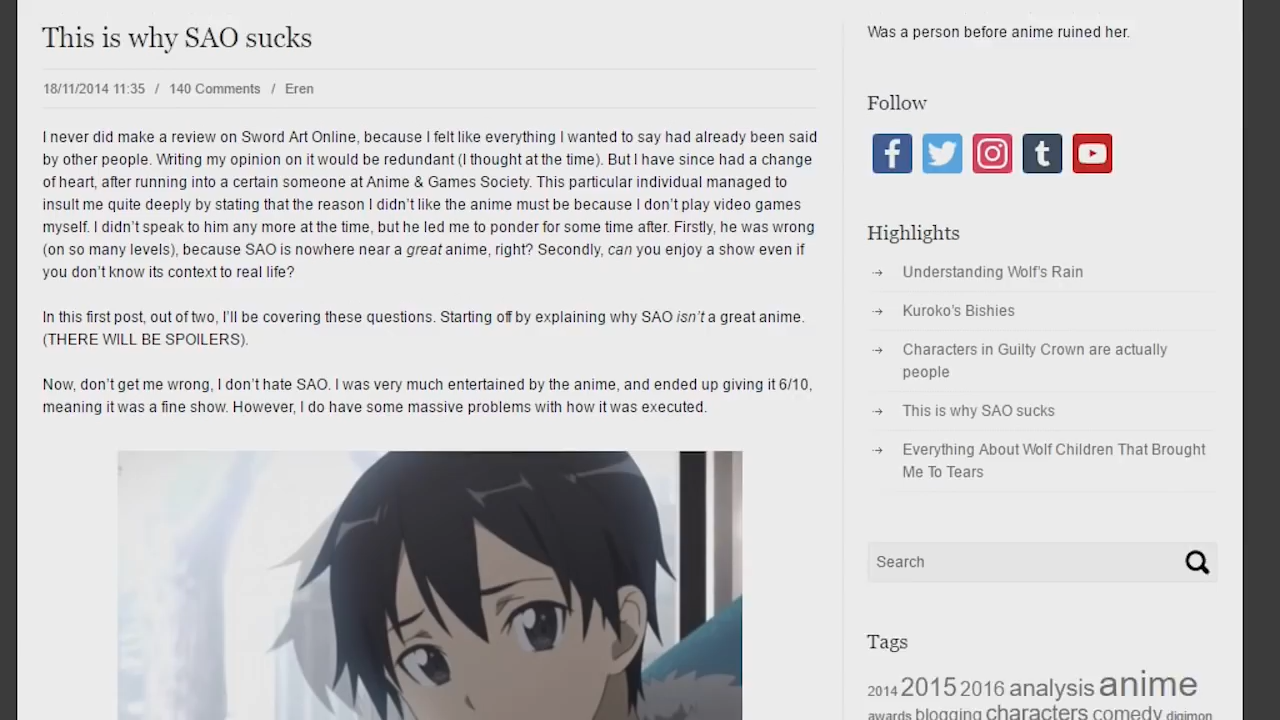 This is why SAO sucks
18/11/2014 11:35 / 140 Comments / Eren
I never did make a review on Sword Art Online, because I felt like everything I wanted to say had already been said
by other people. Writing my opinion on it would be redundant (I thought at the time). But I have since had a change
of heart, after running into a certain someone at Anime & Games Society. This particular individual managed to
insult me quite deeply by stating that the reason I didn't like the anime must be because I don't play video games
myself. I didn't speak to him any more at the time, but he led me to ponder for some time after. Firstly, he was wrong
(on so many levels), because SAO is nowhere near a great anime, right? Secondly, can you enjoy a show even if
you don't know its context to real life?
In this first post, out of two, I'll be covering these questions. Starting off by explaining why SAO isn't a great anime.
(THERE WILL BE SPOILERS).
Now, don't get me wrong, I don't hate SAO. I was very much entertained by the anime, and ended up giving it 6/10,
meaning it was a fine show. However, I do have some massive problems with how it was executed.
Was a person before anime ruined her.
Follow
Highlights
Understanding Wolf's Rain
Kuroko's Bishies
Characters in Guilty Crown are actually
people
This is why SAO sucks
Everything About Wolf Children That Brought
Me To Tears
Search
Tags
2014 2015 2016 analysis anime
awards blogging characters comedy digimon